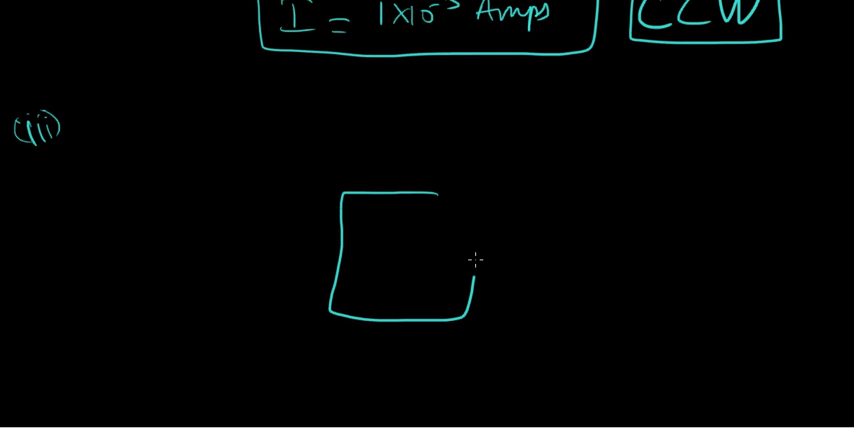 I = 1x10⁻³ Amps CCW
(iii)